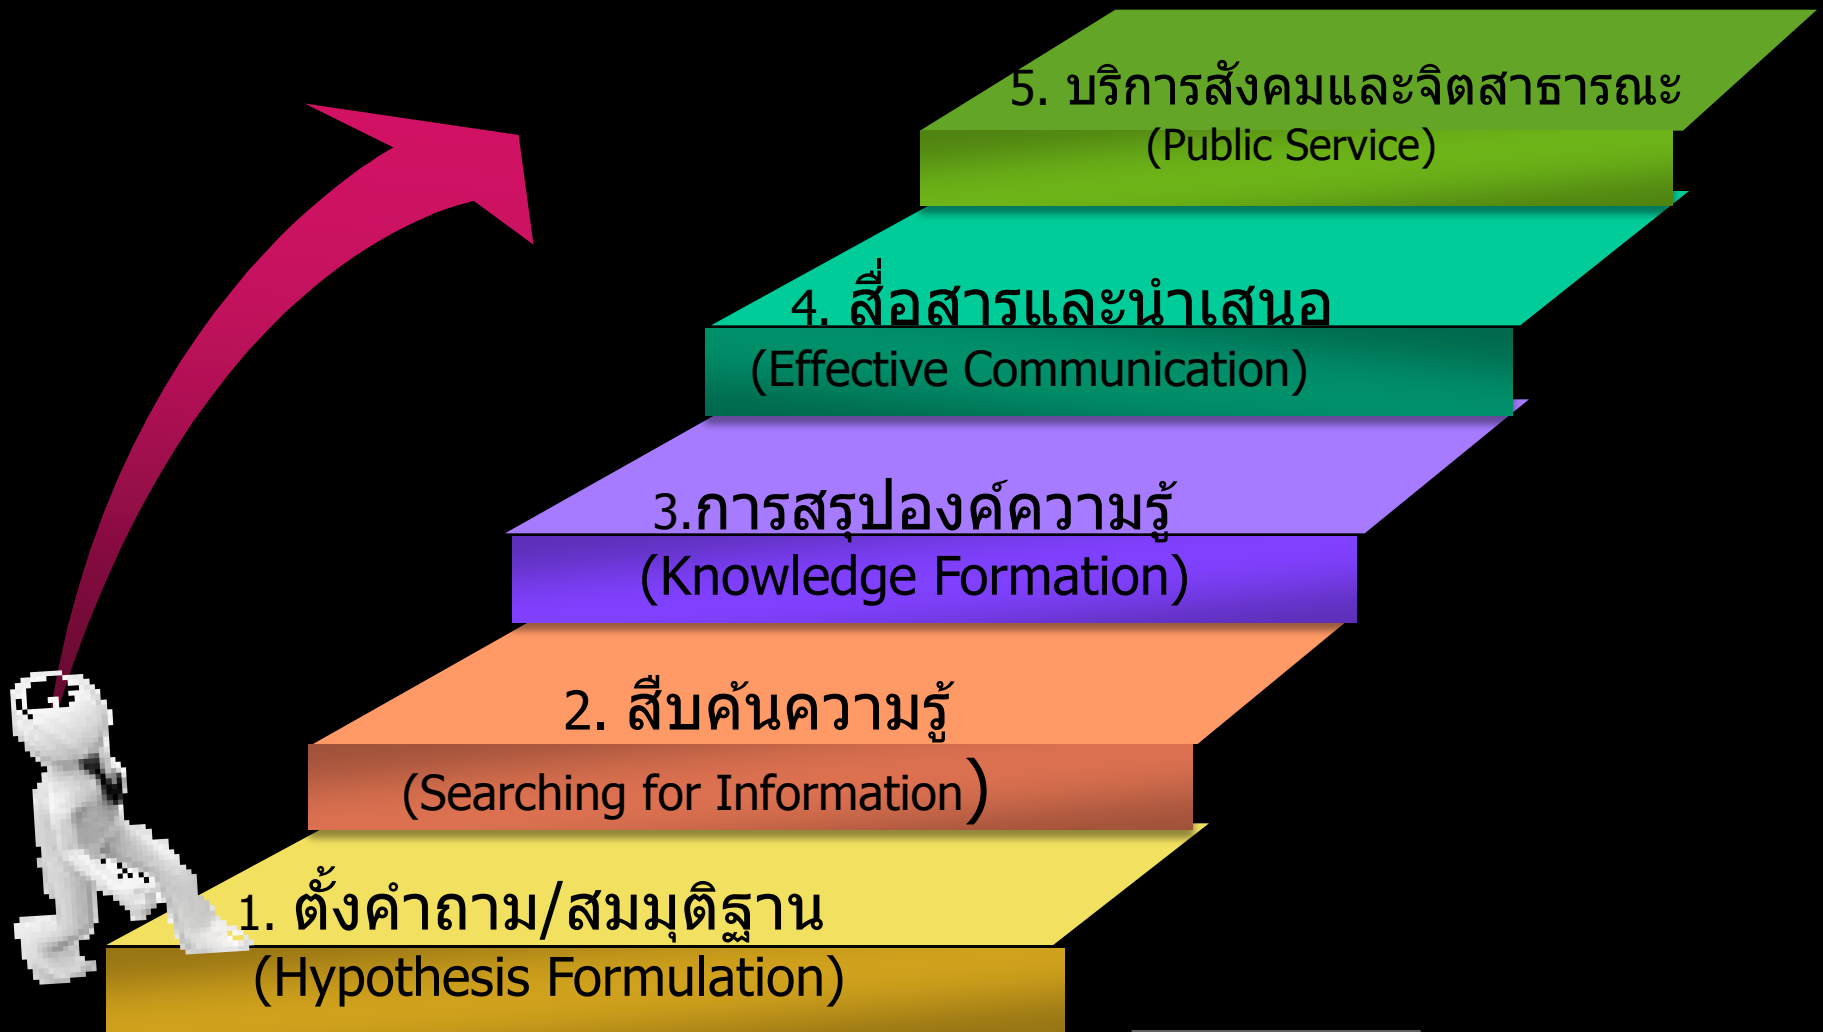 5. บริการสังคมและจิตสาธารณะ
(Public Service)
4. สื่อสารและนำเสนอ
(Effective Communication)
3.การสรุปองค์ความรู้
(Knowledge Formation)
2. สืบค้นความรู้
(Searching for Information)
1. ตั้งคำถาม/สมมุติฐาน
(Hypothesis Formulation)